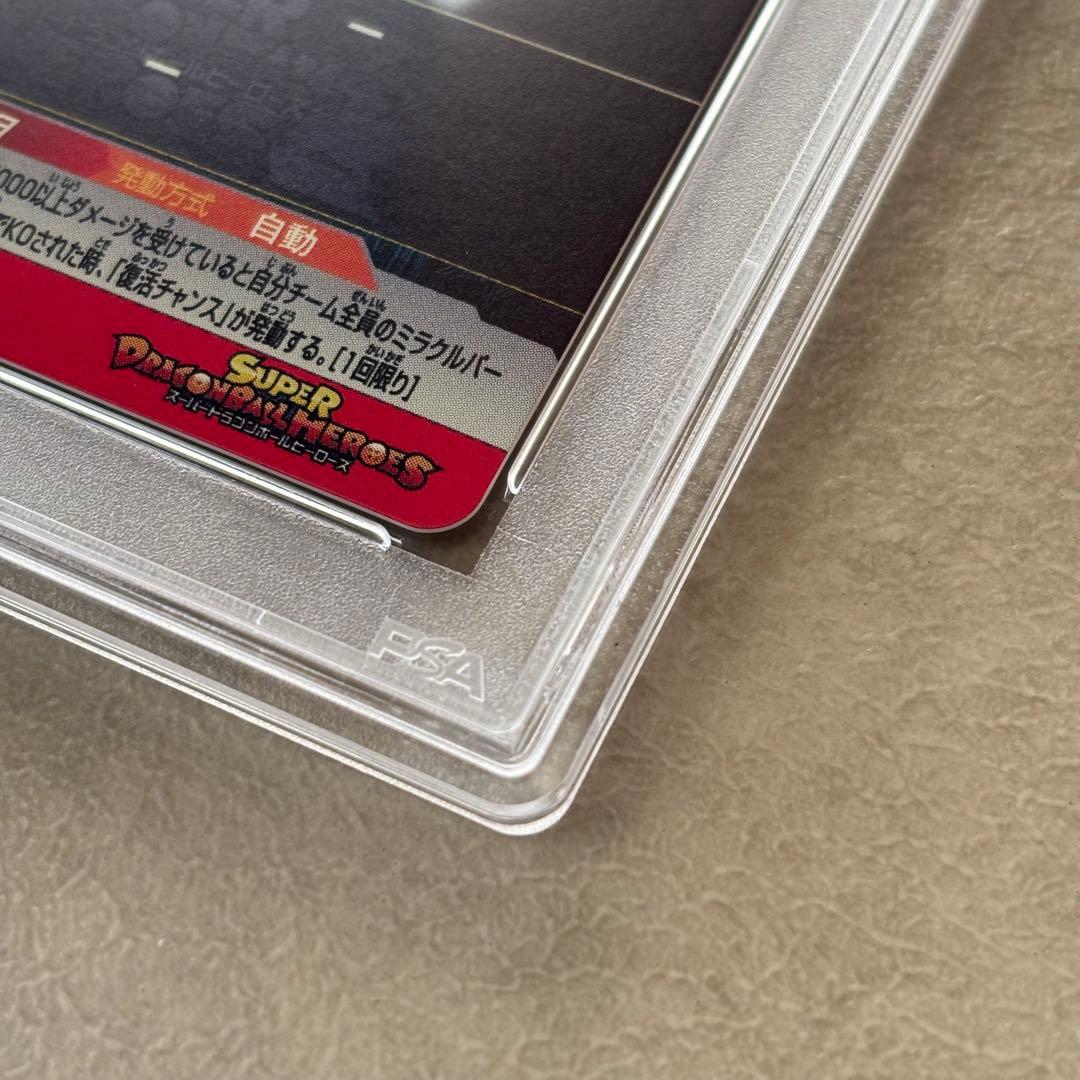 発動方式 自動
000以上ダメージを受けていると自分チーム全員のミラクルパー
でKOされた時、「復活チャンス」が発動する。[1回限り]
SUPER
DRAGONBALL HEROES
スーパードラゴンボールヒーローズ
PSA